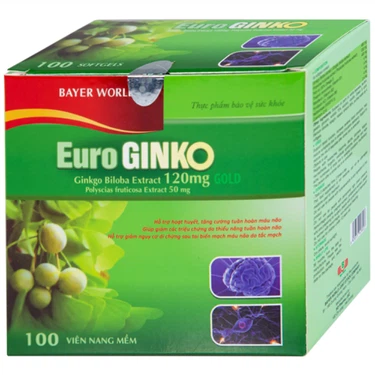 100 SOFTGELS
BAYER WORL
Thực phẩm bảo vệ sức khỏe
Euro GINKO
Ginkgo Biloba Extract 120mg GOLD
Polyscias fruticosa Extract 50 mg
Hỗ trợ hoạt huyết, tăng cường tuần hoàn máu não
Giúp giảm các triệu chứng do thiểu năng tuần hoàn não
Hỗ trợ giảm nguy cơ di chứng sau tai biến mạch máu não do tắc mạch
100 VIÊN NANG MỀM